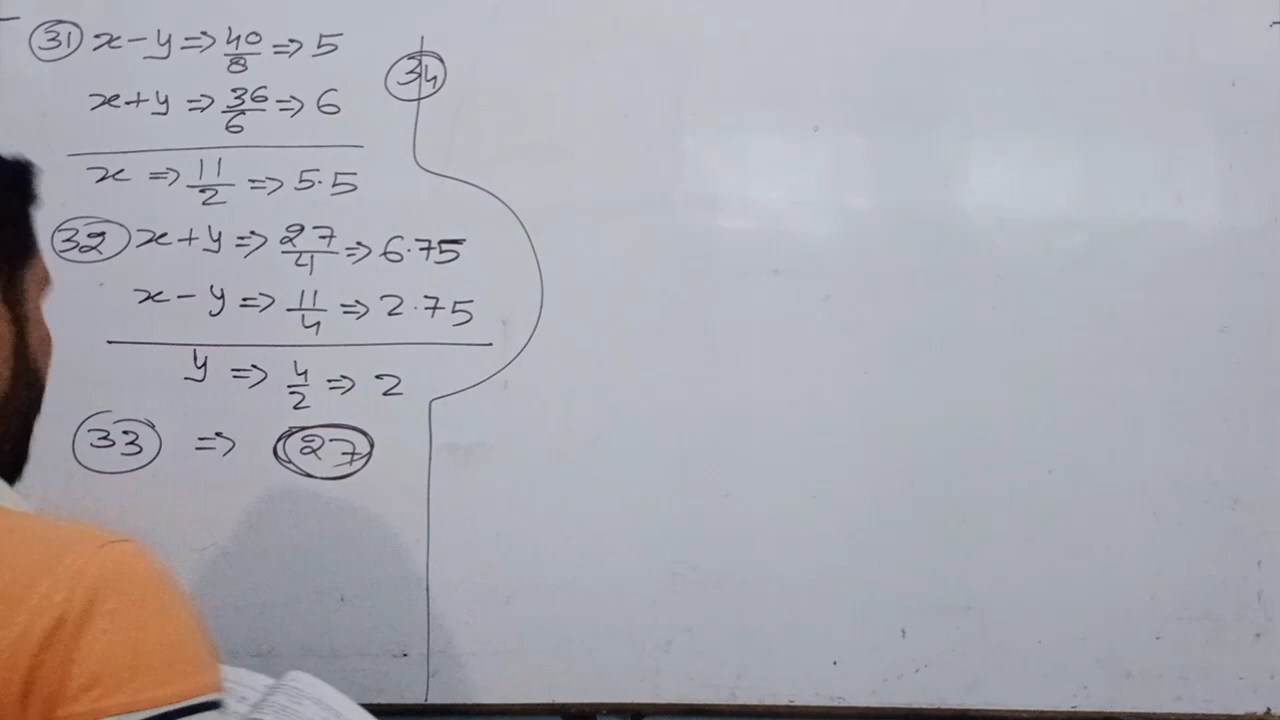 31 x - y => 40/8 => 5
x + y => 36/6 => 6
x => 11/2 => 5.5
32 x + y => 27/4 => 6.75
x - y => 11/4 => 2.75
y => 4/2 => 2
33 => 27
34